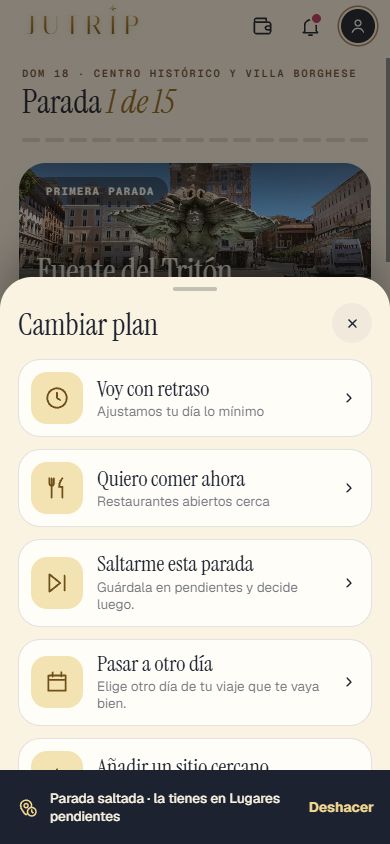 JUTRIP
DOM 18 · CENTRO HISTÓRICO Y VILLA BORGHESE
Parada 1 de 15
PRIMERA PARADA
Fuente del Tritón
Cambiar plan
Voy con retraso
Ajustamos tu día lo mínimo
Quiero comer ahora
Restaurantes abiertos cerca
Saltarme esta parada
Guárdala en pendientes y decide
luego.
Pasar a otro día
Elige otro día de tu viaje que te vaya
bien.
Añadir un sitio cercano
Parada saltada · la tienes en Lugares
pendientes
Deshacer